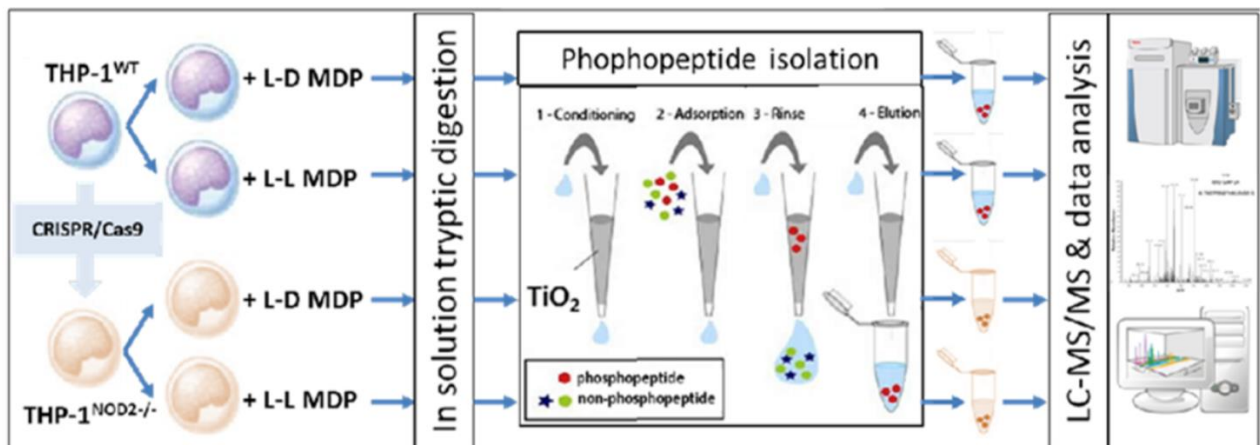 THP-1WT
+ L-D MDP
+ L-L MDP
CRISPR/Cas9
+ L-D MDP
+ L-L MDP
THP-1NOD2-/-
In solution tryptic digestion
Phophopeptide isolation
1 - Conditioning
2 - Adsorption
3 - Rinse
4 - Elution
TiO2
phosphopeptide
non-phosphopeptide
LC-MS/MS & data analysis